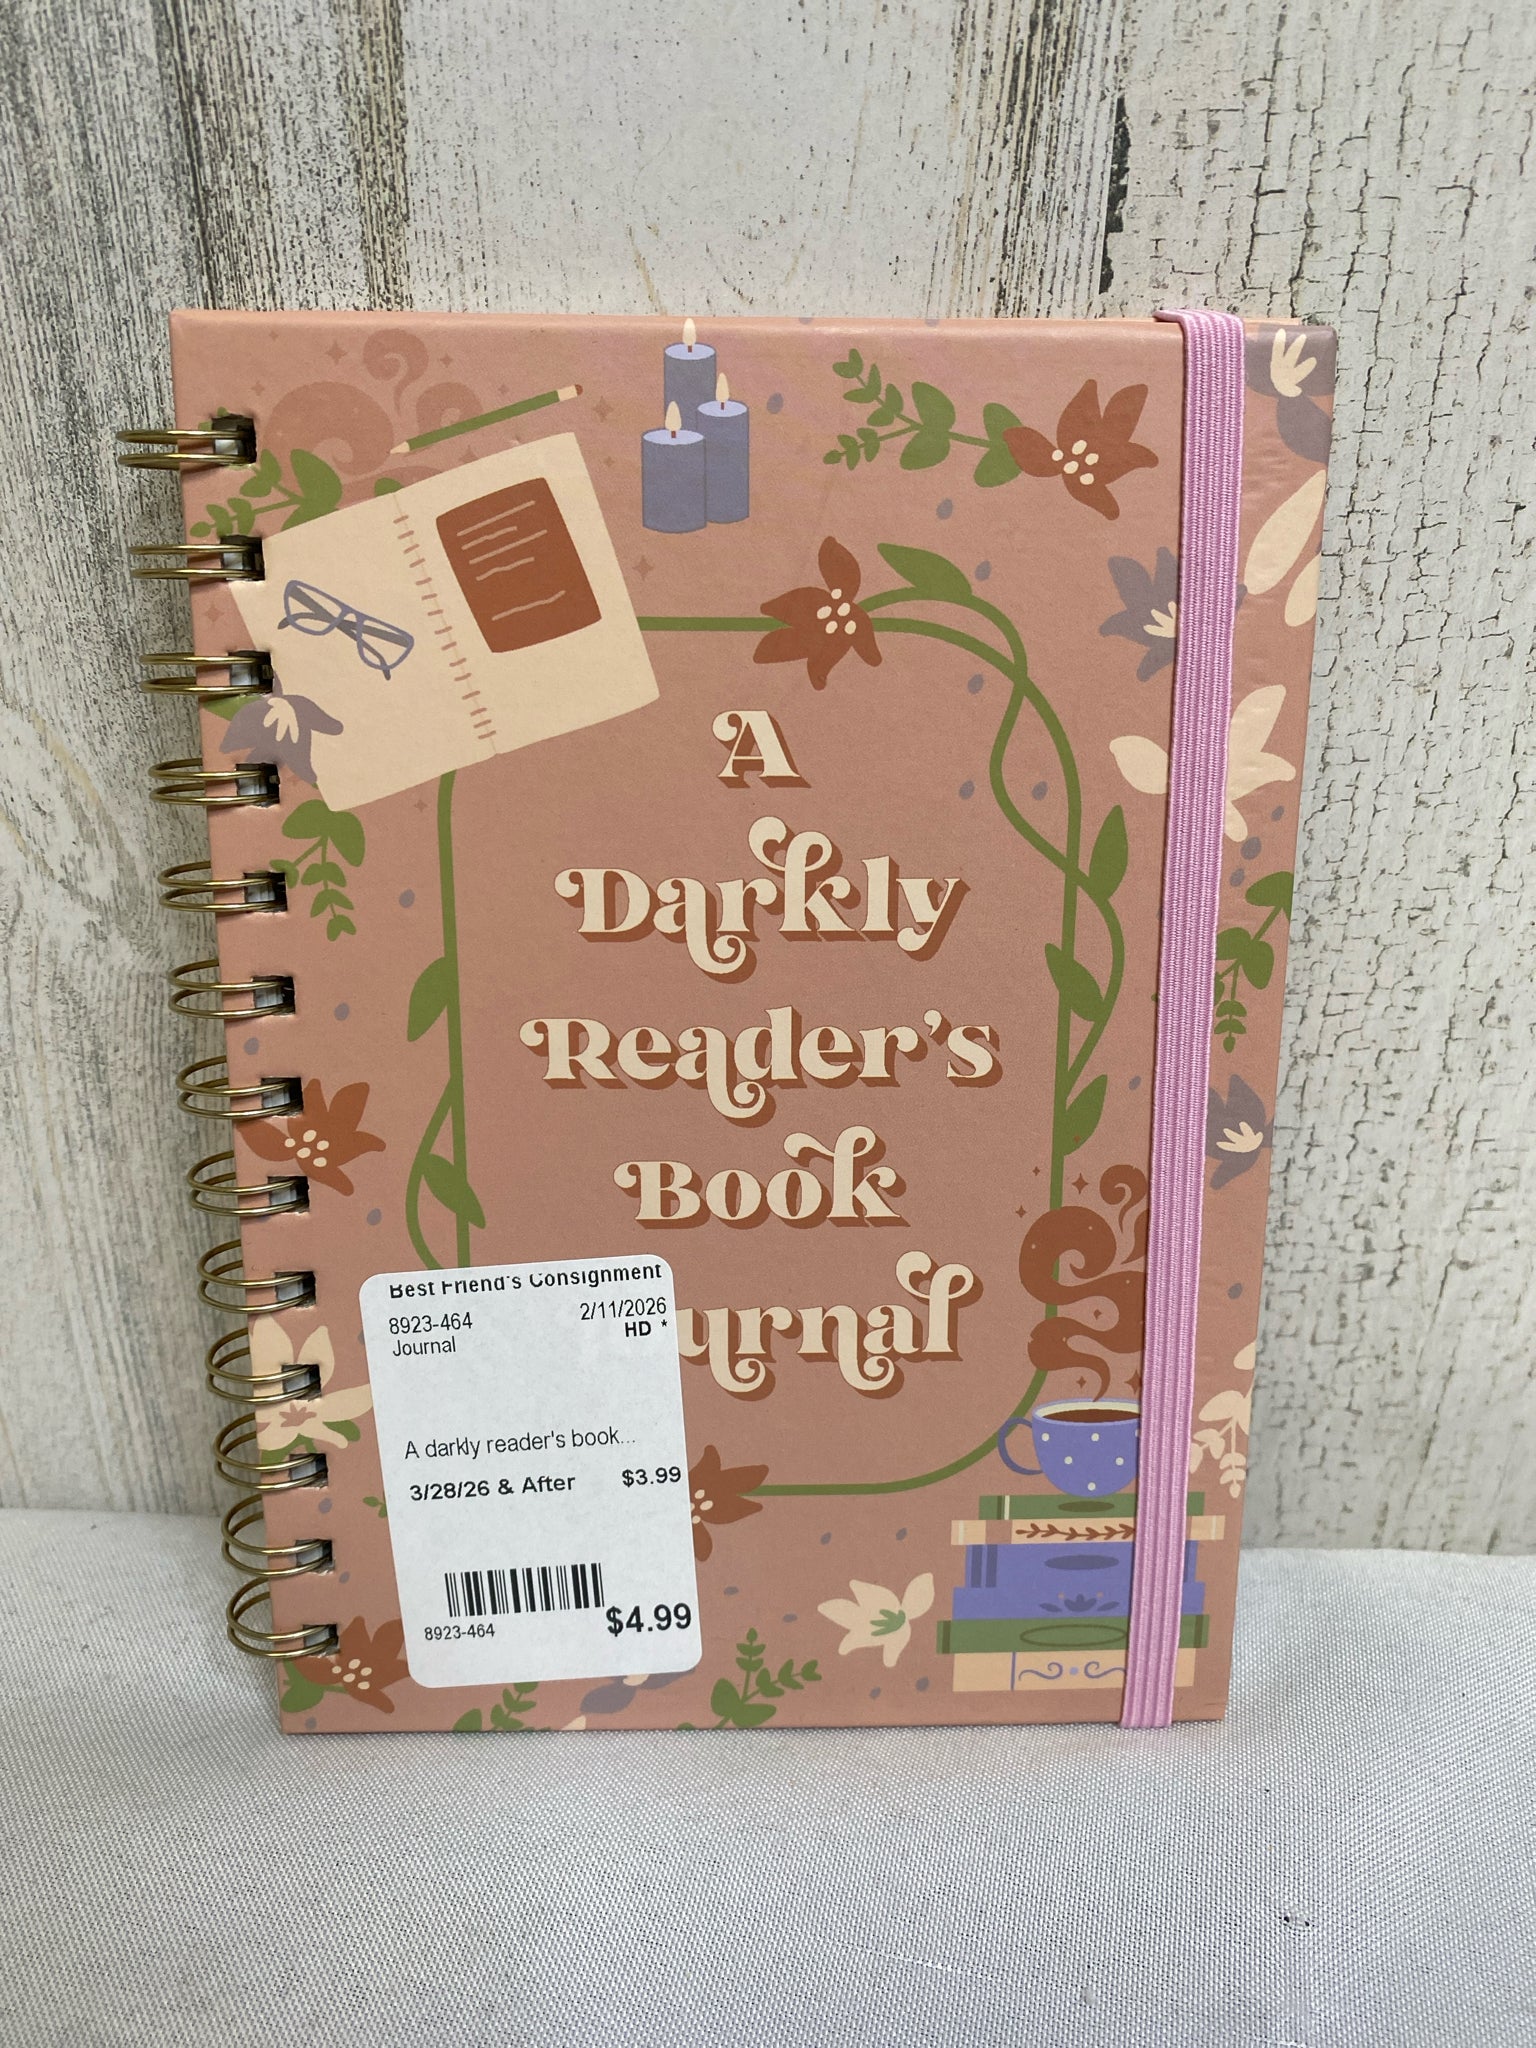 A
Darkly
Reader's
Book
urnal
Best Friend's Consignment
8923-464 2/11/2026
Journal HD *
A darkly reader's book...
3/28/26 & After $3.99
8923-464 $4.99